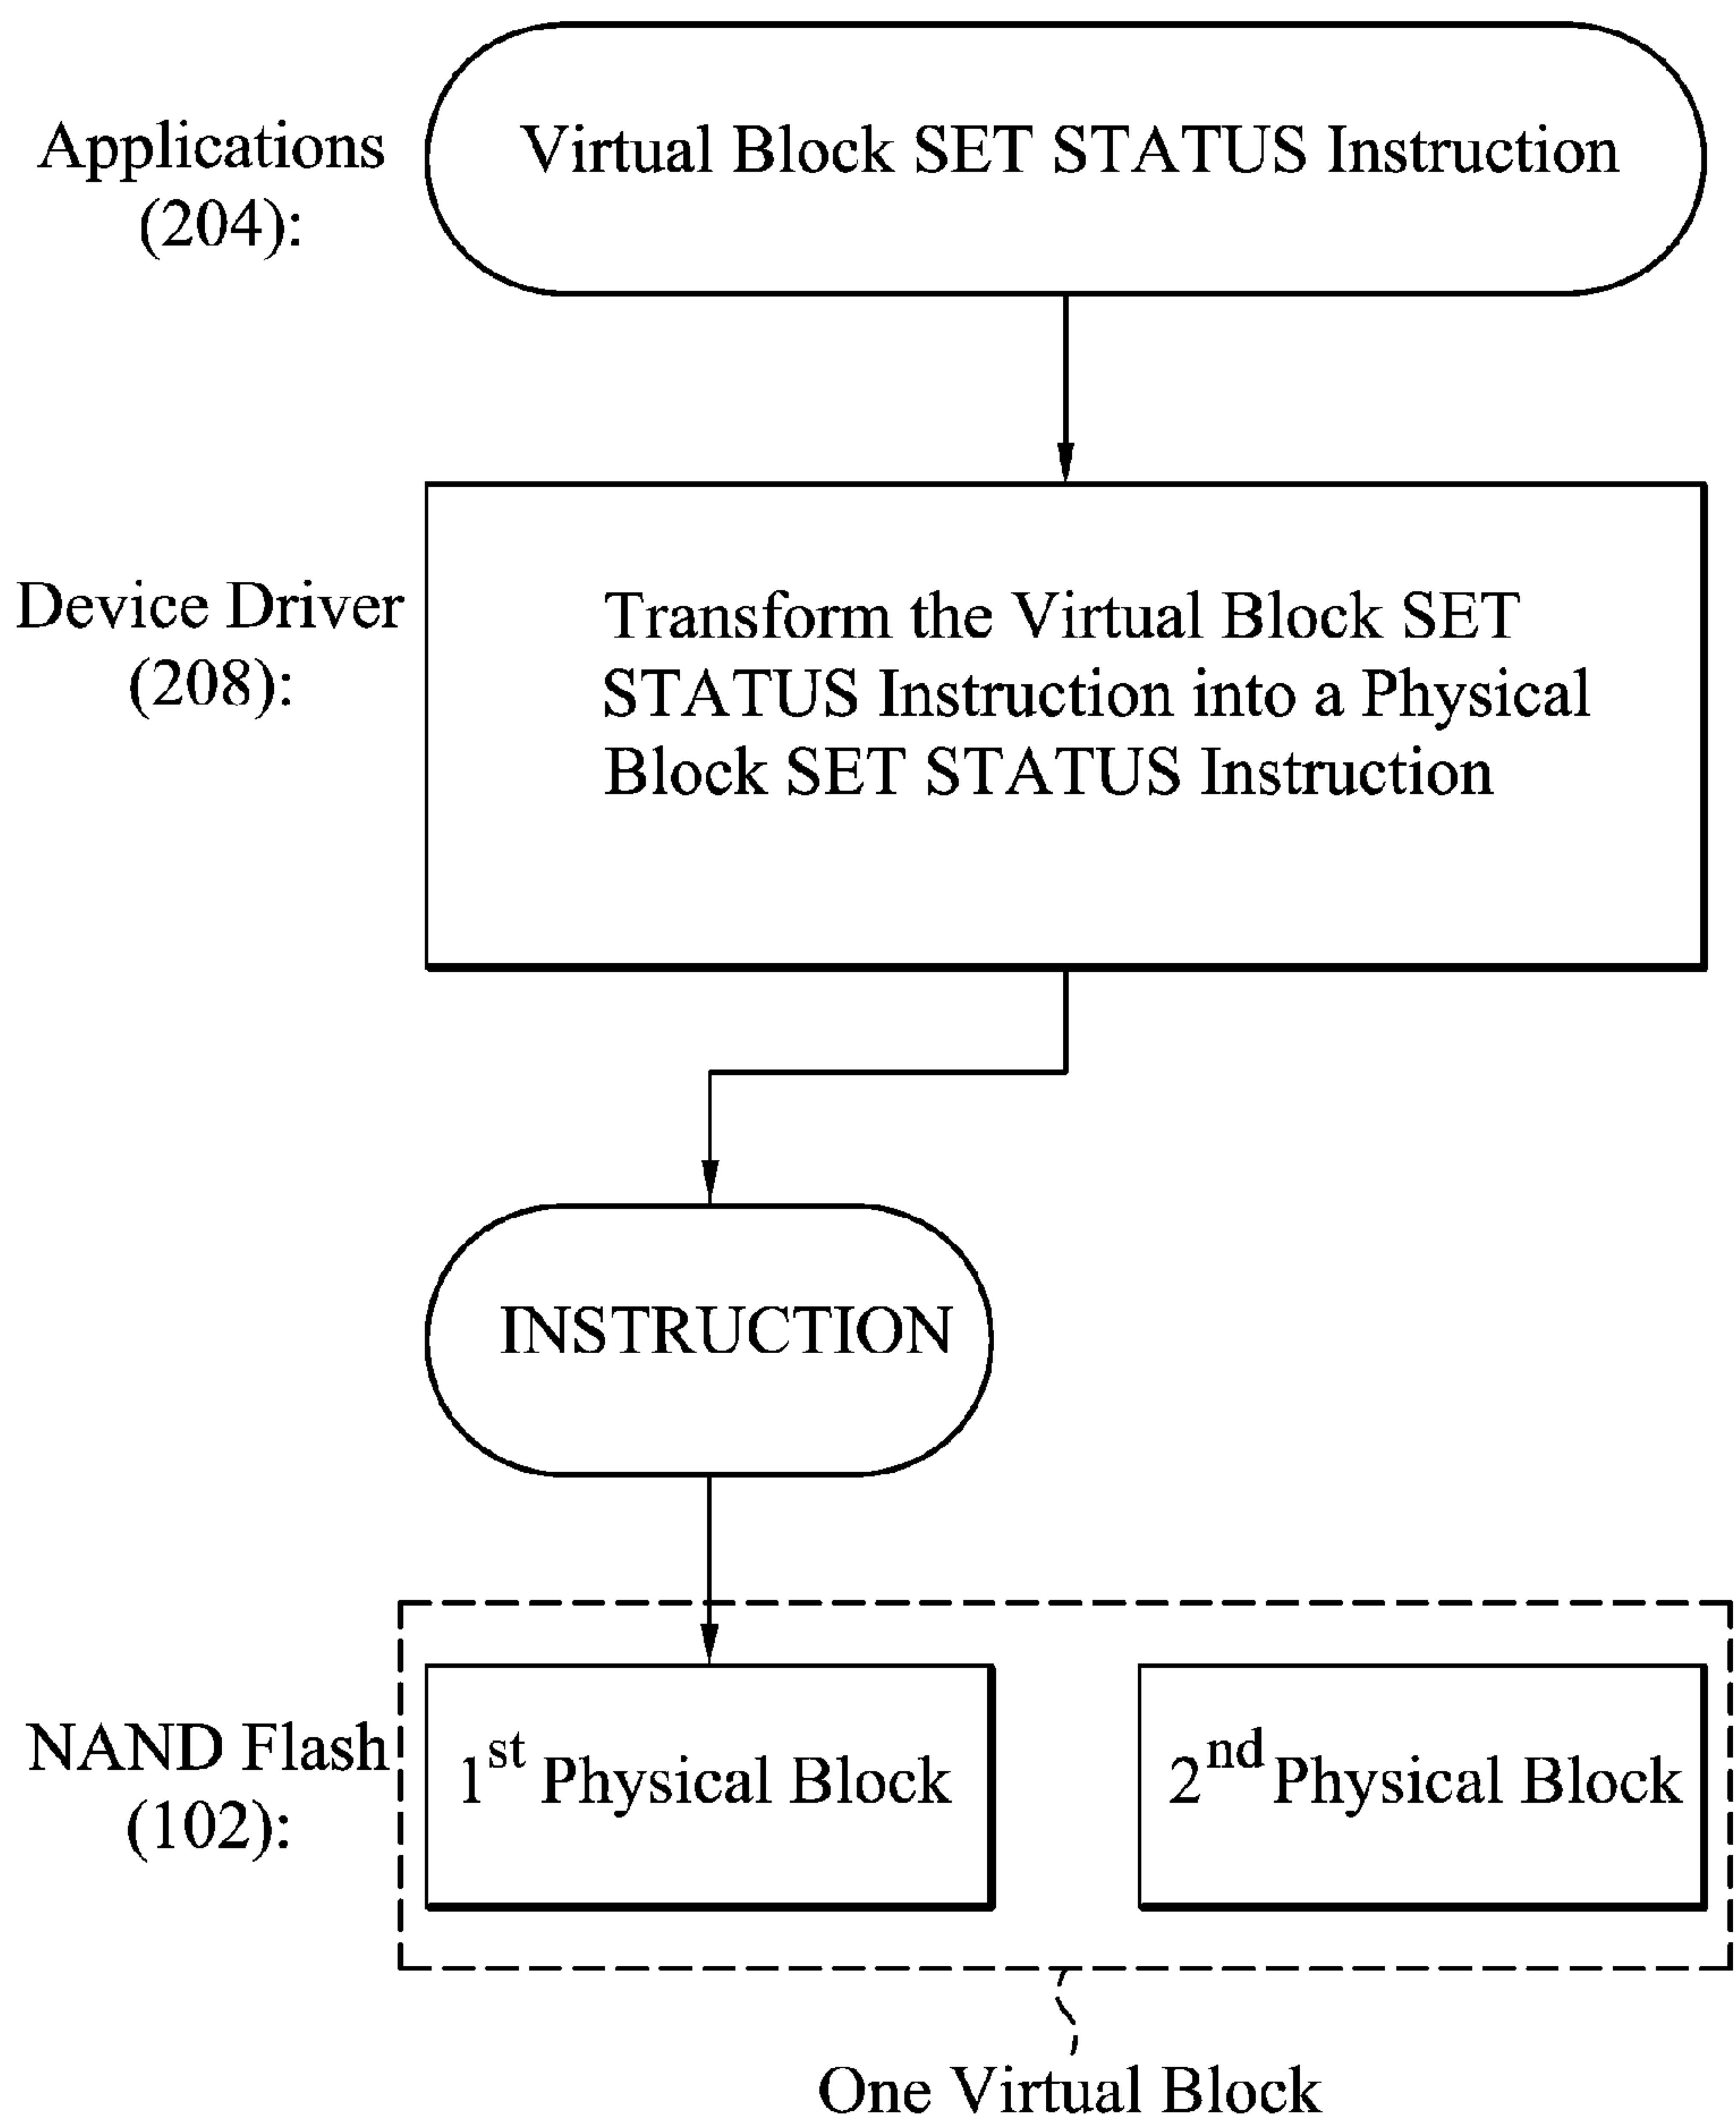 Applications
(204):
Virtual Block SET STATUS Instruction
Device Driver
(208):
Transform the Virtual Block SET
STATUS Instruction into a Physical
Block SET STATUS Instruction
INSTRUCTION
NAND Flash
(102):
1st Physical Block
2nd Physical Block
One Virtual Block